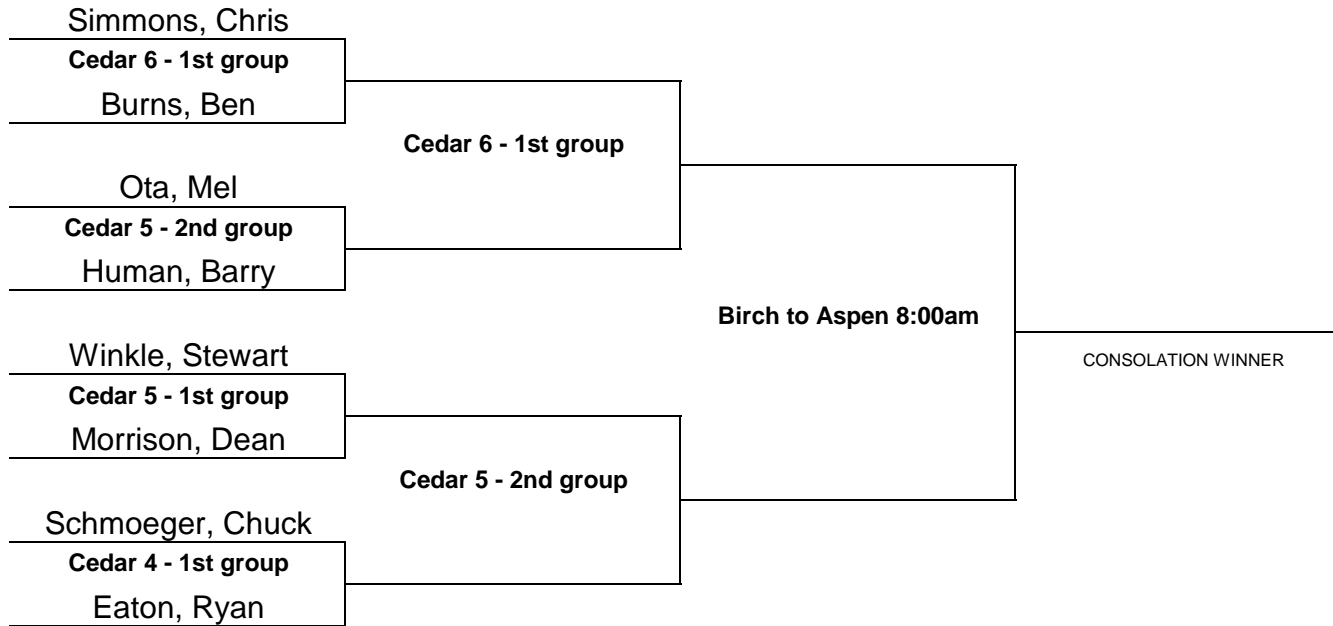 Simmons, Chris
Cedar 6 - 1st group
Burns, Ben
Cedar 6 - 1st group
Ota, Mel
Cedar 5 - 2nd group
Human, Barry
Birch to Aspen 8:00am
Winkle, Stewart
CONSOLATION WINNER
Cedar 5 - 1st group
Morrison, Dean
Cedar 5 - 2nd group
Schmoeger, Chuck
Cedar 4 - 1st group
Eaton, Ryan